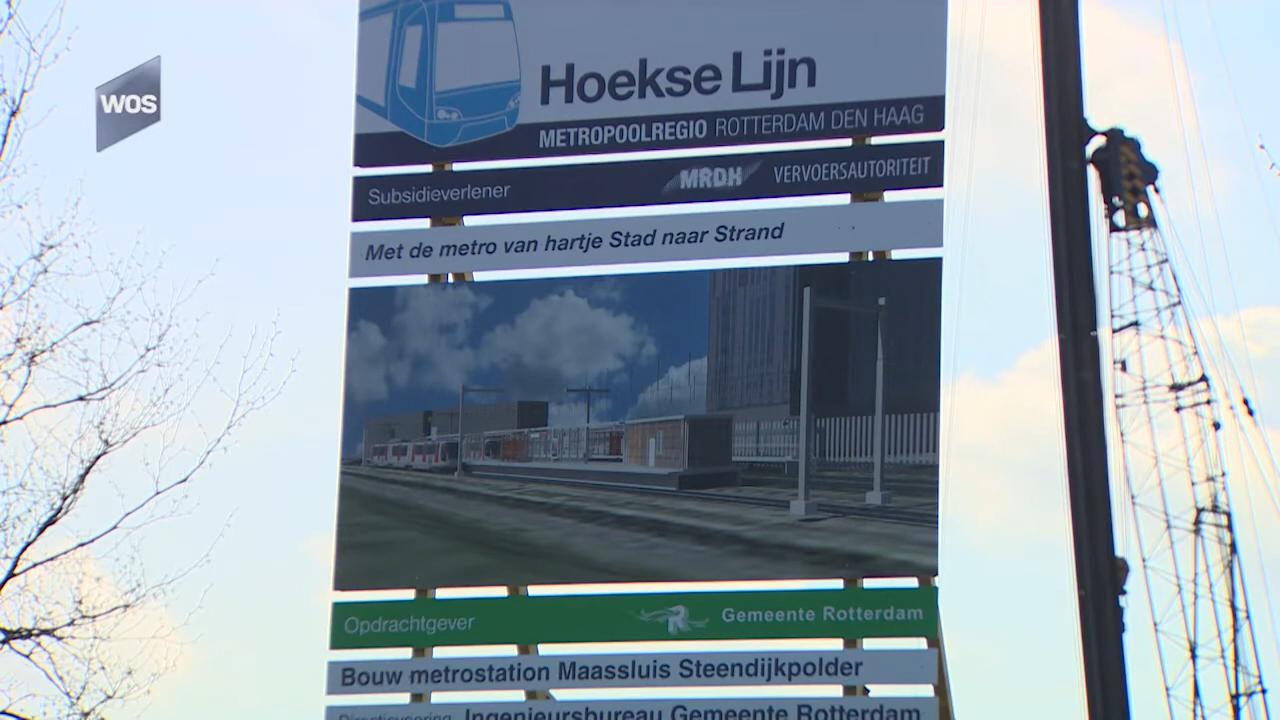 WOS
Hoekse Lijn
METROPOOLREGIO ROTTERDAM DEN HAAG
Subsidieverlener MRDH VERVOERSAUTORITEIT
Met de metro van hartje Stad naar Strand
Opdrachtgever Gemeente Rotterdam
Bouw metrostation Maassluis Steendijkpolder
Directievoering Ingenieursbureau Gemeente Rotterdam